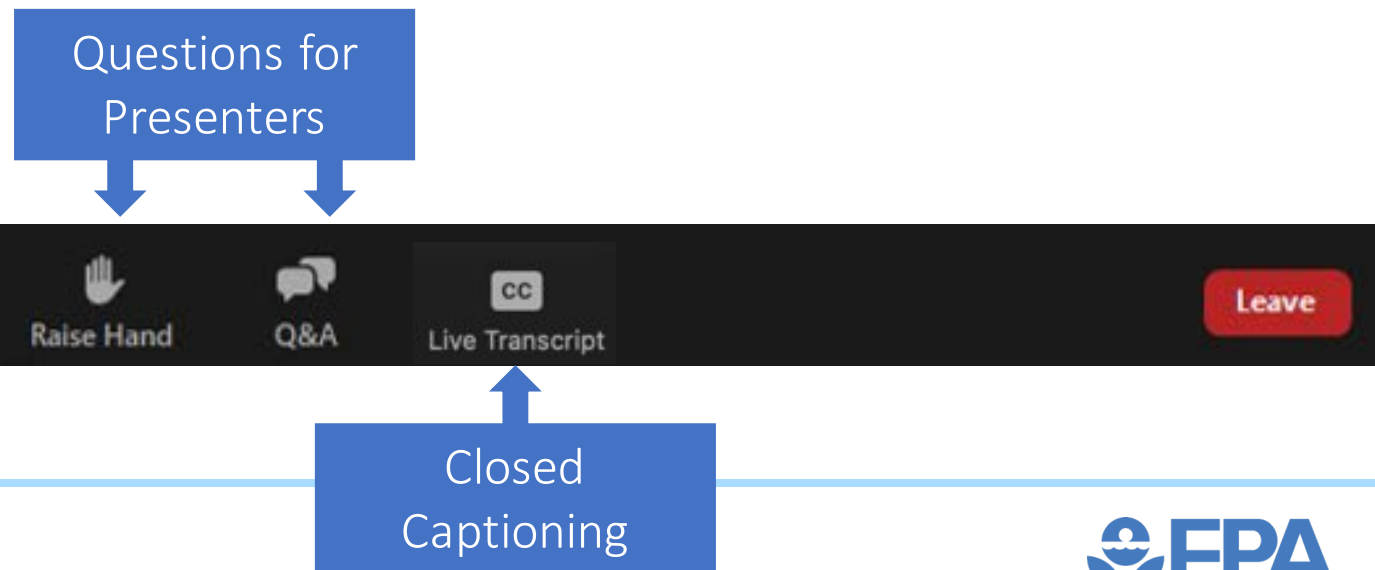 Questions for
Presenters
Raise Hand
Q&A
CC
Live Transcript
Leave
Closed
Captioning
EPA